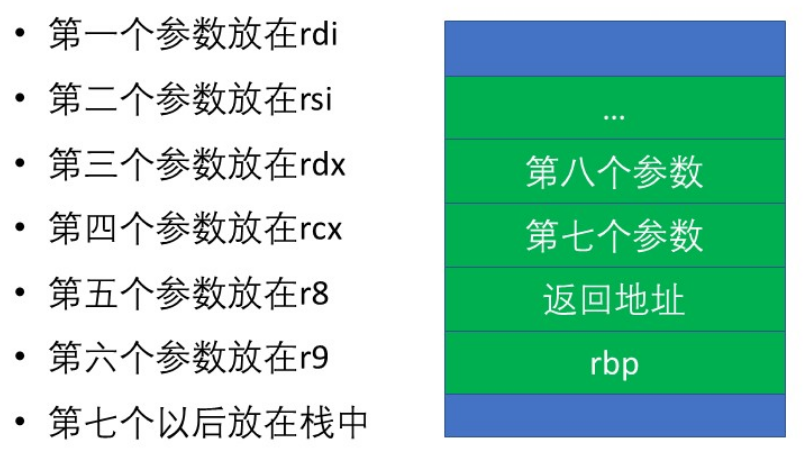 • 第一个参数放在rdi
• 第二个参数放在rsi
• 第三个参数放在rdx
• 第四个参数放在rcx
• 第五个参数放在r8
• 第六个参数放在r9
• 第七个以后放在栈中
...
第八个参数
第七个参数
返回地址
rbp